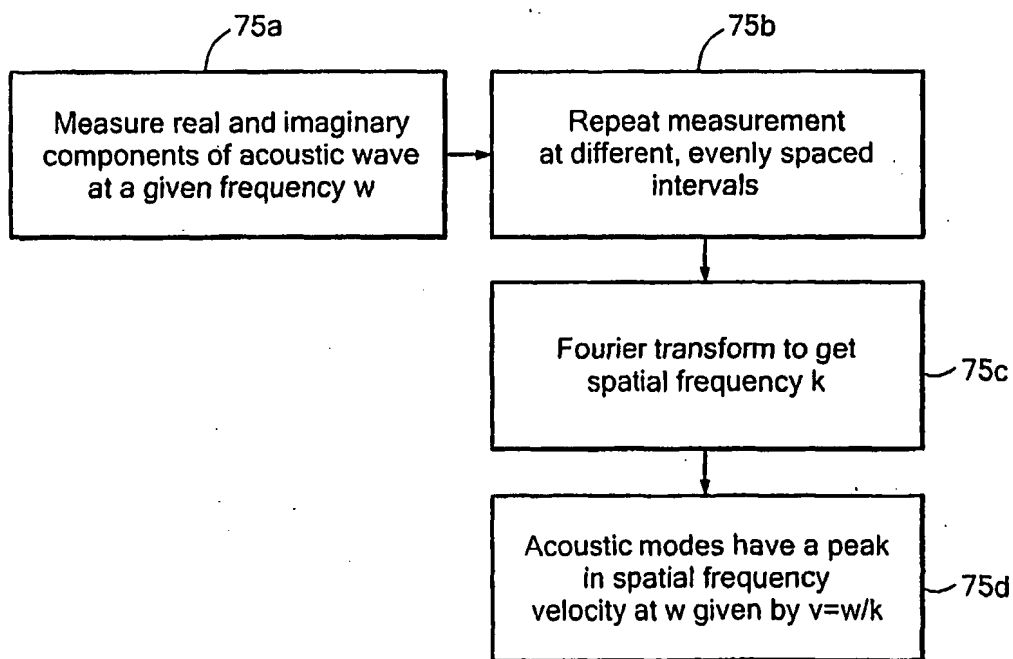 75a
Measure real and imaginary
components of acoustic wave
at a given frequency w
75b
Repeat measurement
at different, evenly spaced
intervals
Fourier transform to get
spatial frequency k
75c
Acoustic modes have a peak
in spatial frequency
velocity at w given by v=w/k
75d